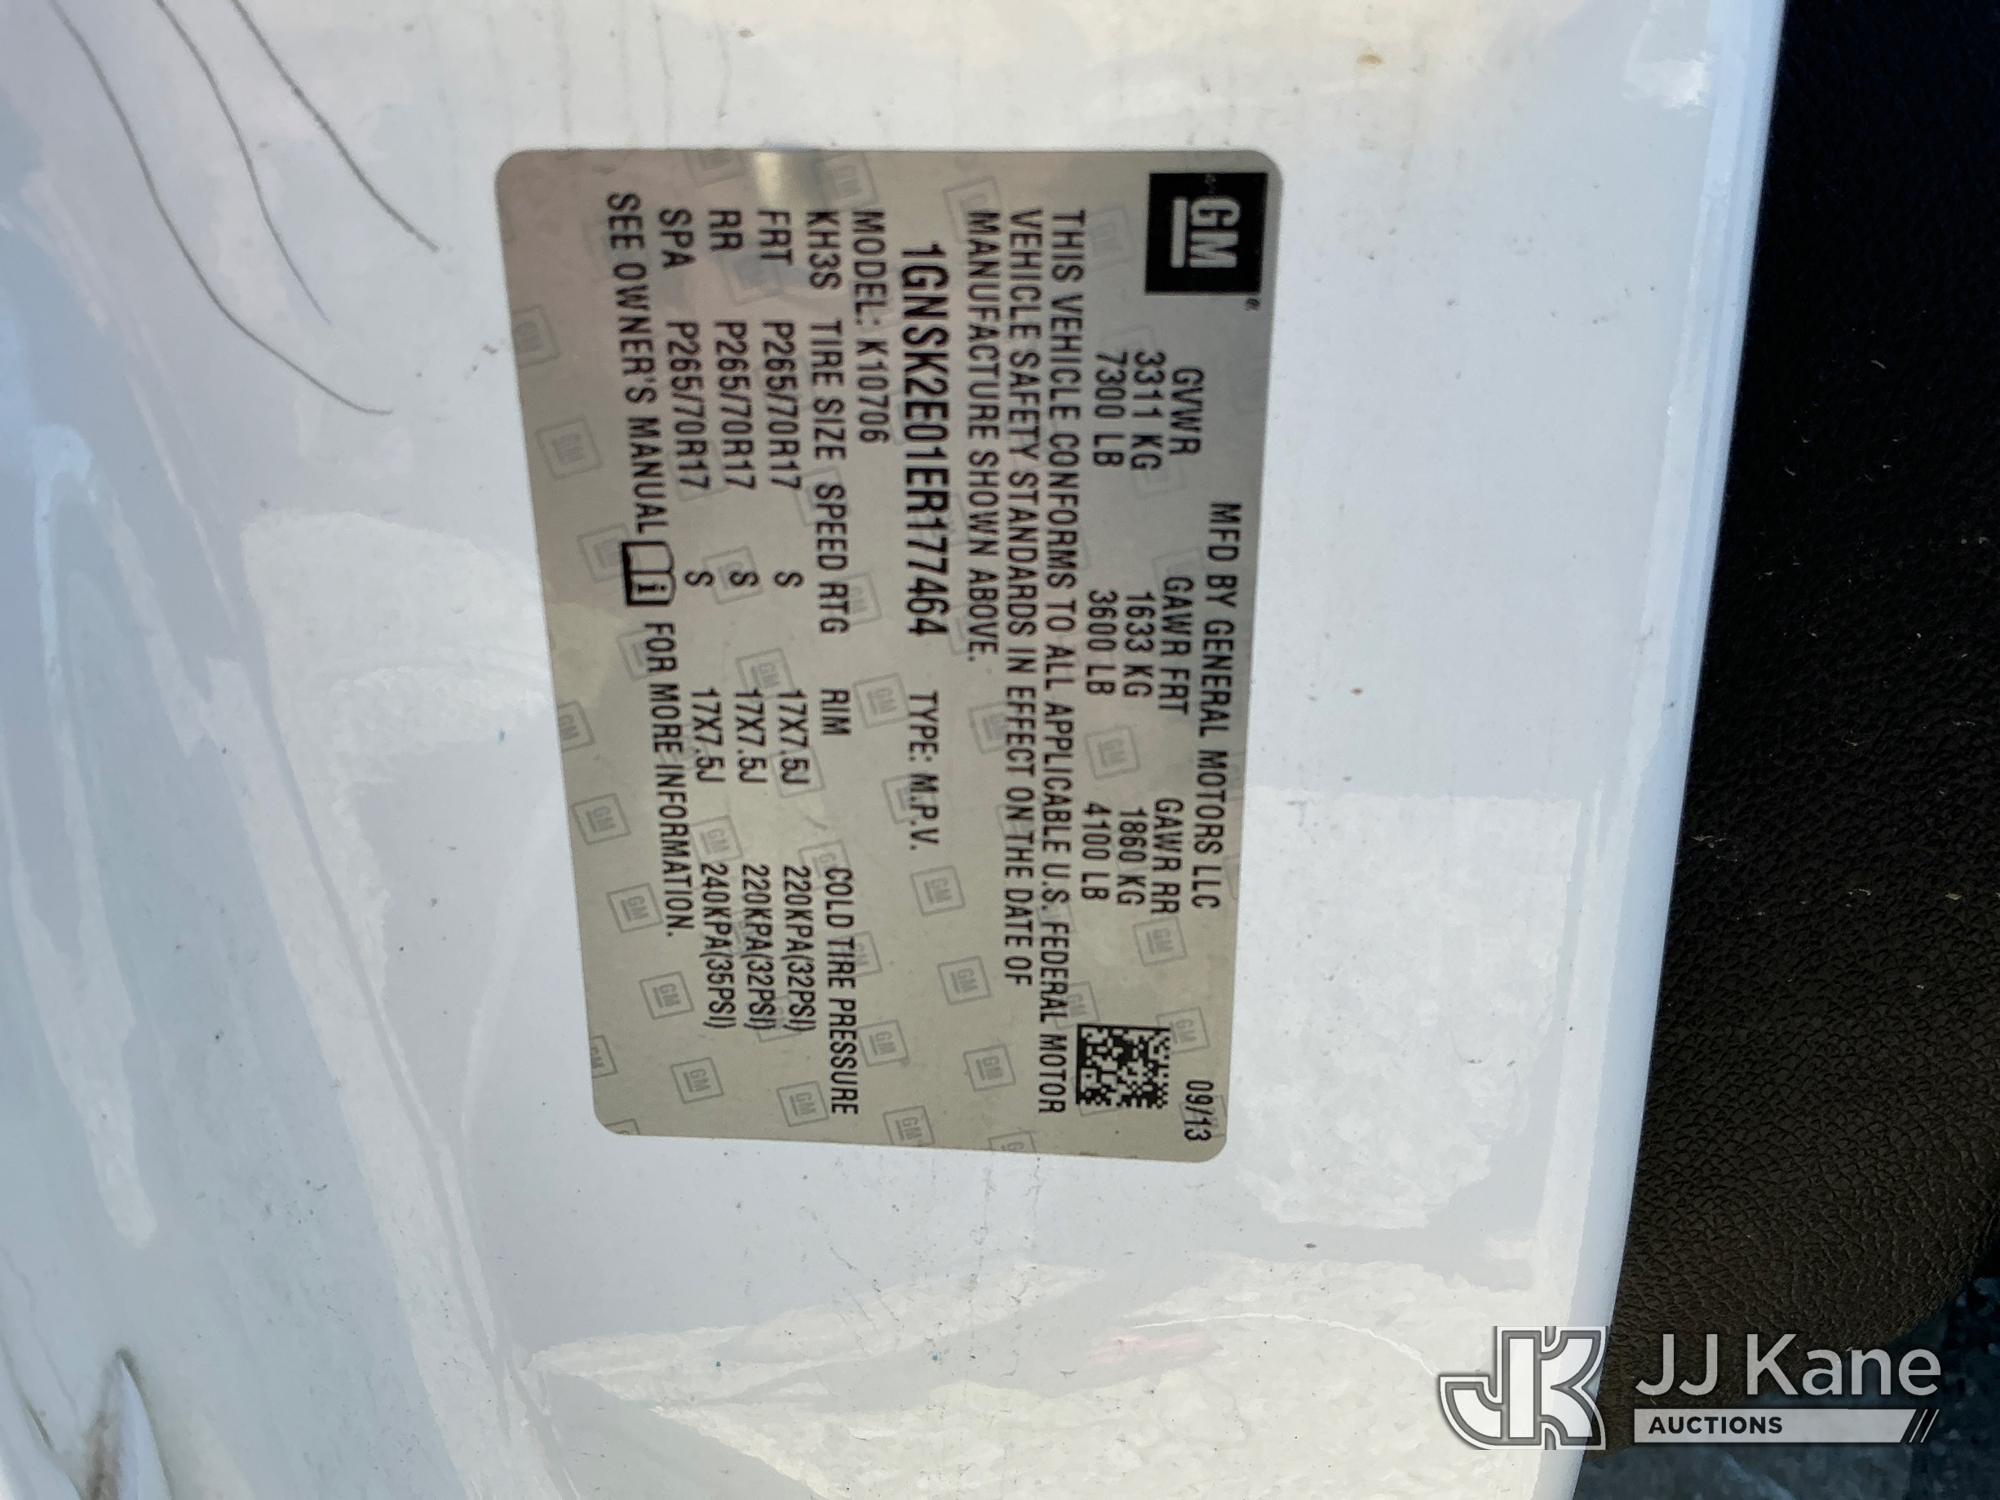 GM
MFD BY GENERAL MOTORS LLC 09/13
GVWR GAWR FRT GAWR RR
3311 KG 1633 KG 1860 KG
7300 LB 3600 LB 4100 LB
THIS VEHICLE CONFORMS TO ALL APPLICABLE U.S. FEDERAL MOTOR
VEHICLE SAFETY STANDARDS IN EFFECT ON THE DATE OF
MANUFACTURE SHOWN ABOVE.
1GNSK2E01ER177464 TYPE: M.P.V.
MODEL: K10706
KH3S TIRE SIZE SPEED RTG RIM COLD TIRE PRESSURE
FRT P265/70R17 S 17X7.5J 220KPA(32PSI)
RR P265/70R17 S 17X7.5J 220KPA(32PSI)
SPA P265/70R17 S 17X7.5J 240KPA(35PSI)
SEE OWNER'S MANUAL i FOR MORE INFORMATION.
JK JJ Kane
AUCTIONS